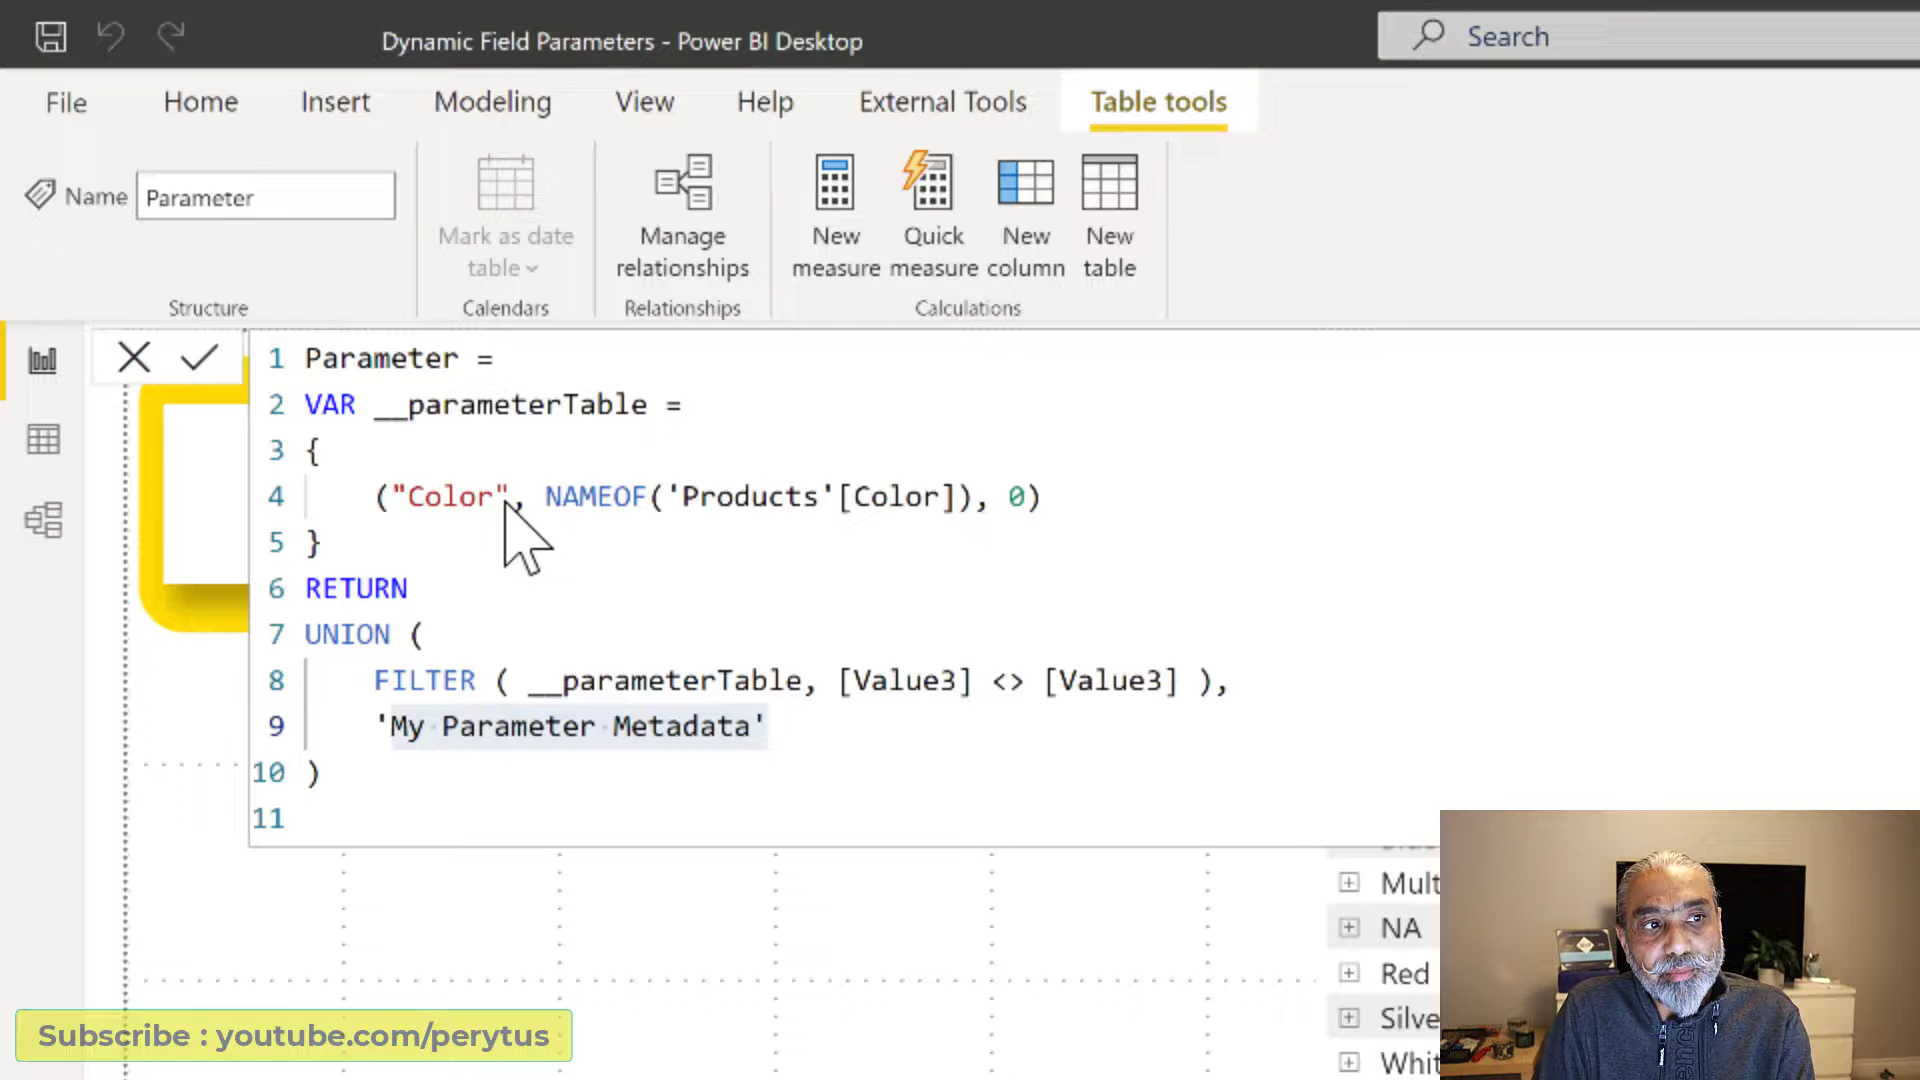 Dynamic Field Parameters - Power BI Desktop
Search
File Home Insert Modeling View Help External Tools Table tools
Name Parameter
Mark as date table
Manage relationships
New measure
Quick measure
New column
New table
Structure Calendars Relationships Calculations
1 Parameter =
2 VAR __parameterTable =
3 {
4 ("Color", NAMEOF('Products'[Color]), 0)
5 }
6 RETURN
7 UNION (
8 FILTER ( __parameterTable, [Value3] <> [Value3] ),
9 'My Parameter Metadata'
10 )
11
Mult
NA
Red
Silve
Whit
Subscribe : youtube.com/perytus